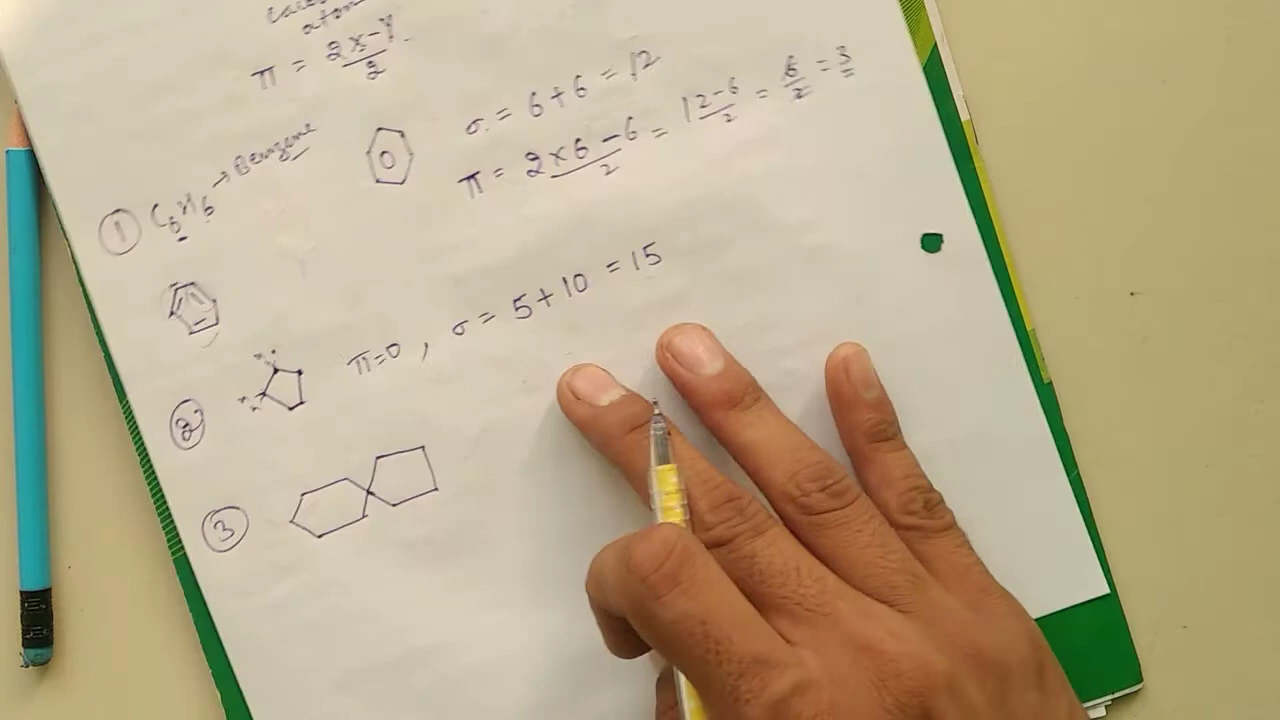 atom
π = 2x-y/2
① C6H6 → Benzene
σ = 6+6 = 12
π = 2×6-6/2 = 12-6/2 = 6/2 = 3
② π=0, σ = 5+10 = 15
③